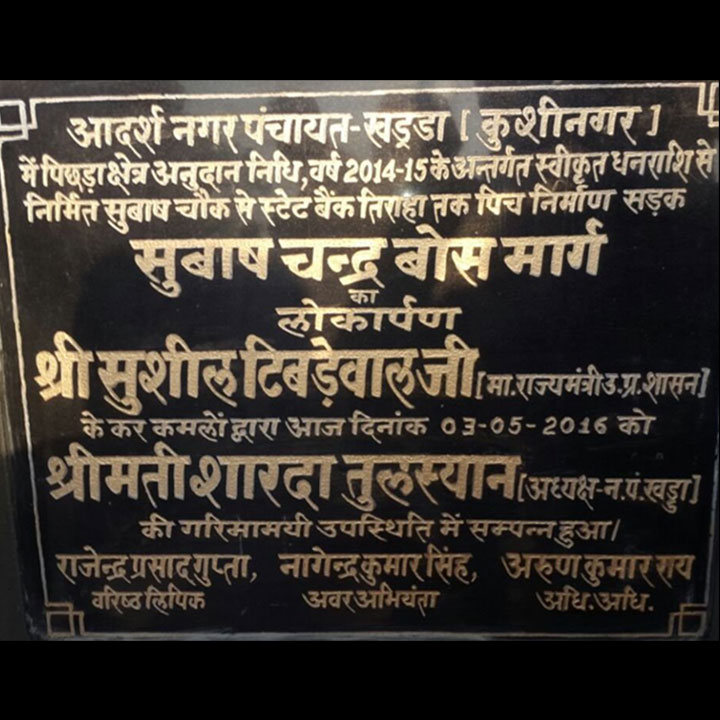 आदर्श नगर पंचायत-खड्डा [ कुशीनगर ]
में पिछड़ा क्षेत्र अनुदान निधि, वर्ष 2014-15 के अन्तर्गत स्वीकृत धनराशि से
निर्मित सुबाष चौक से स्टेट बैंक तिराहा तक पिच निर्माण सड़क
सुबाष चन्द्र बोस मार्ग
का
लोकार्पण
श्री सुशील टिबड़ेवाल जी [मा.राज्यमंत्री उ.प्र.शासन]
के कर कमलों द्वारा आज दिनांक 03-05-2016 को
श्रीमती शारदा तुलस्यान [अध्यक्ष-न.पं.खड्डा]
की गरिमामयी उपस्थिति में सम्पन्न हुआ।
राजेन्द्र प्रसाद गुप्ता, नागेन्द्र कुमार सिंह, अरुण कुमार राय
वरिष्ठ लिपिक अवर अभियंता अधि.अधि.